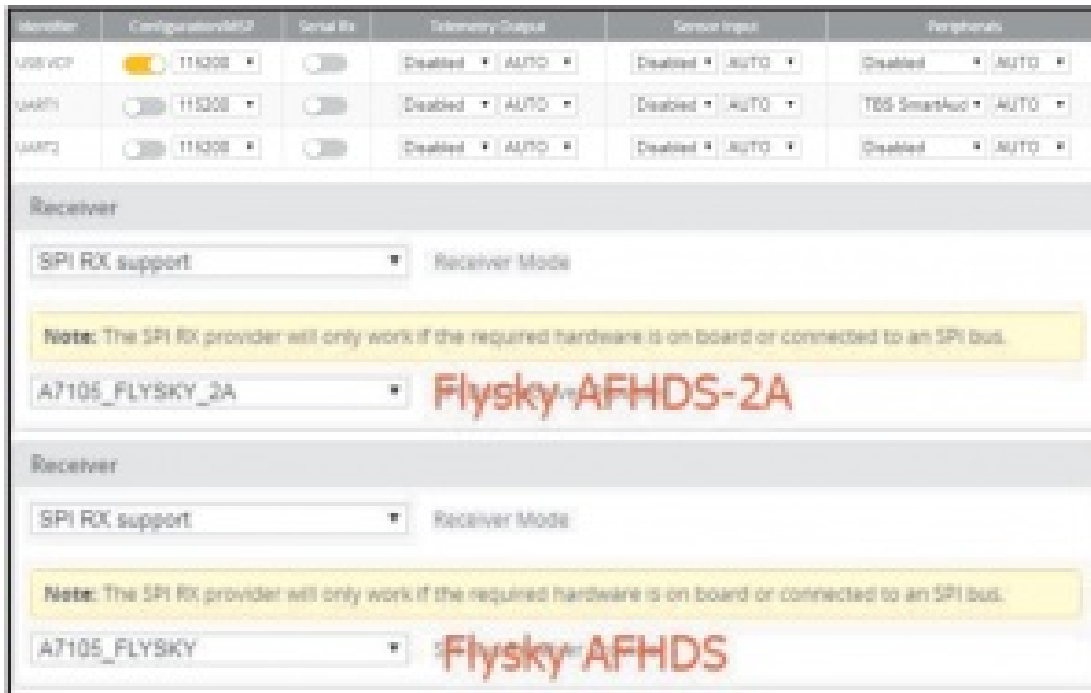 Identifier Configuration/MSP Serial Rx Telemetry Output Sensor Input Peripherals
USB VCP 115200 Disabled AUTO Disabled AUTO Disabled AUTO
UART1 115200 Disabled AUTO Disabled AUTO TBS SmartAud AUTO
UART2 115200 Disabled AUTO Disabled AUTO Disabled AUTO
Receiver
SPI RX support Receiver Mode
Note: The SPI RX provider will only work if the required hardware is on board or connected to an SPI bus.
A7105_FLYSKY_2A Flysky AFHDS-2A
Receiver
SPI RX support Receiver Mode
Note: The SPI RX provider will only work if the required hardware is on board or connected to an SPI bus.
A7105_FLYSKY Flysky AFHDS